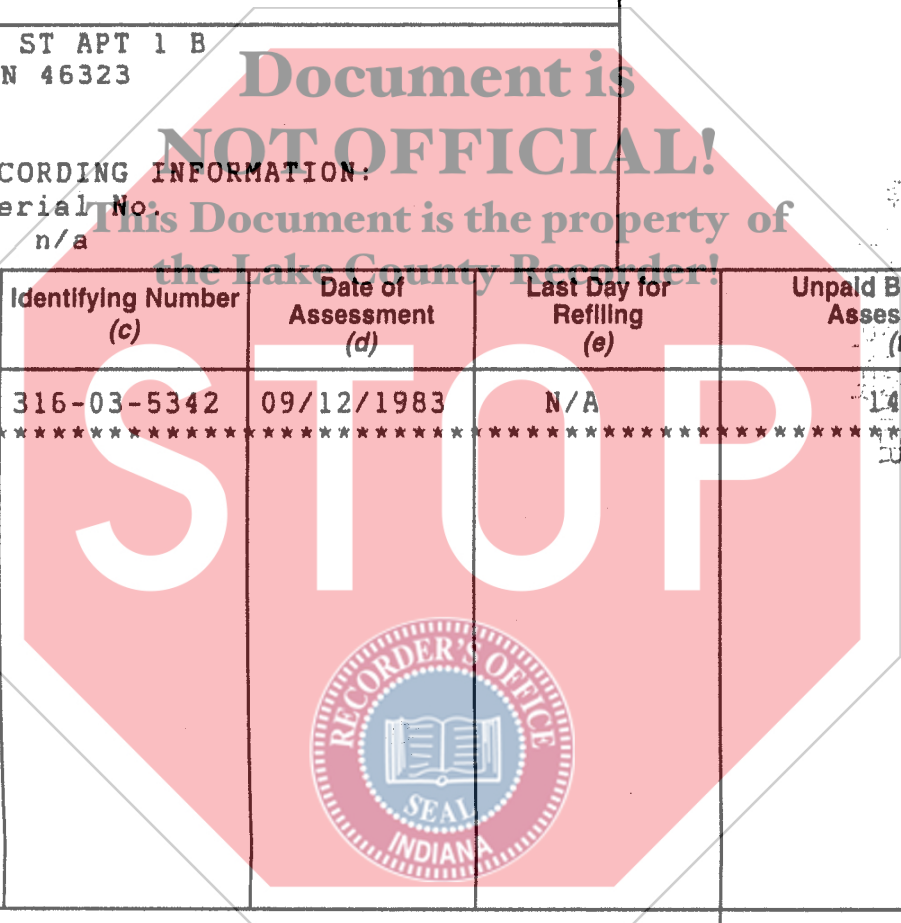 ST APT 1 B
N 46323
Document is
NOT OFFICIAL!
CORDING INFORMATION:
erial No.
This Document is the property of
n/a
the Lake County Recorder!
Identifying Number
(c)
Date of
Assessment
(d)
Last Day for
Refiling
(e)
Unpaid B
Asses
316-03-5342 09/12/1983 N/A 14
STOP
RECORDER'S OFFICE
SEAL
INDIANA